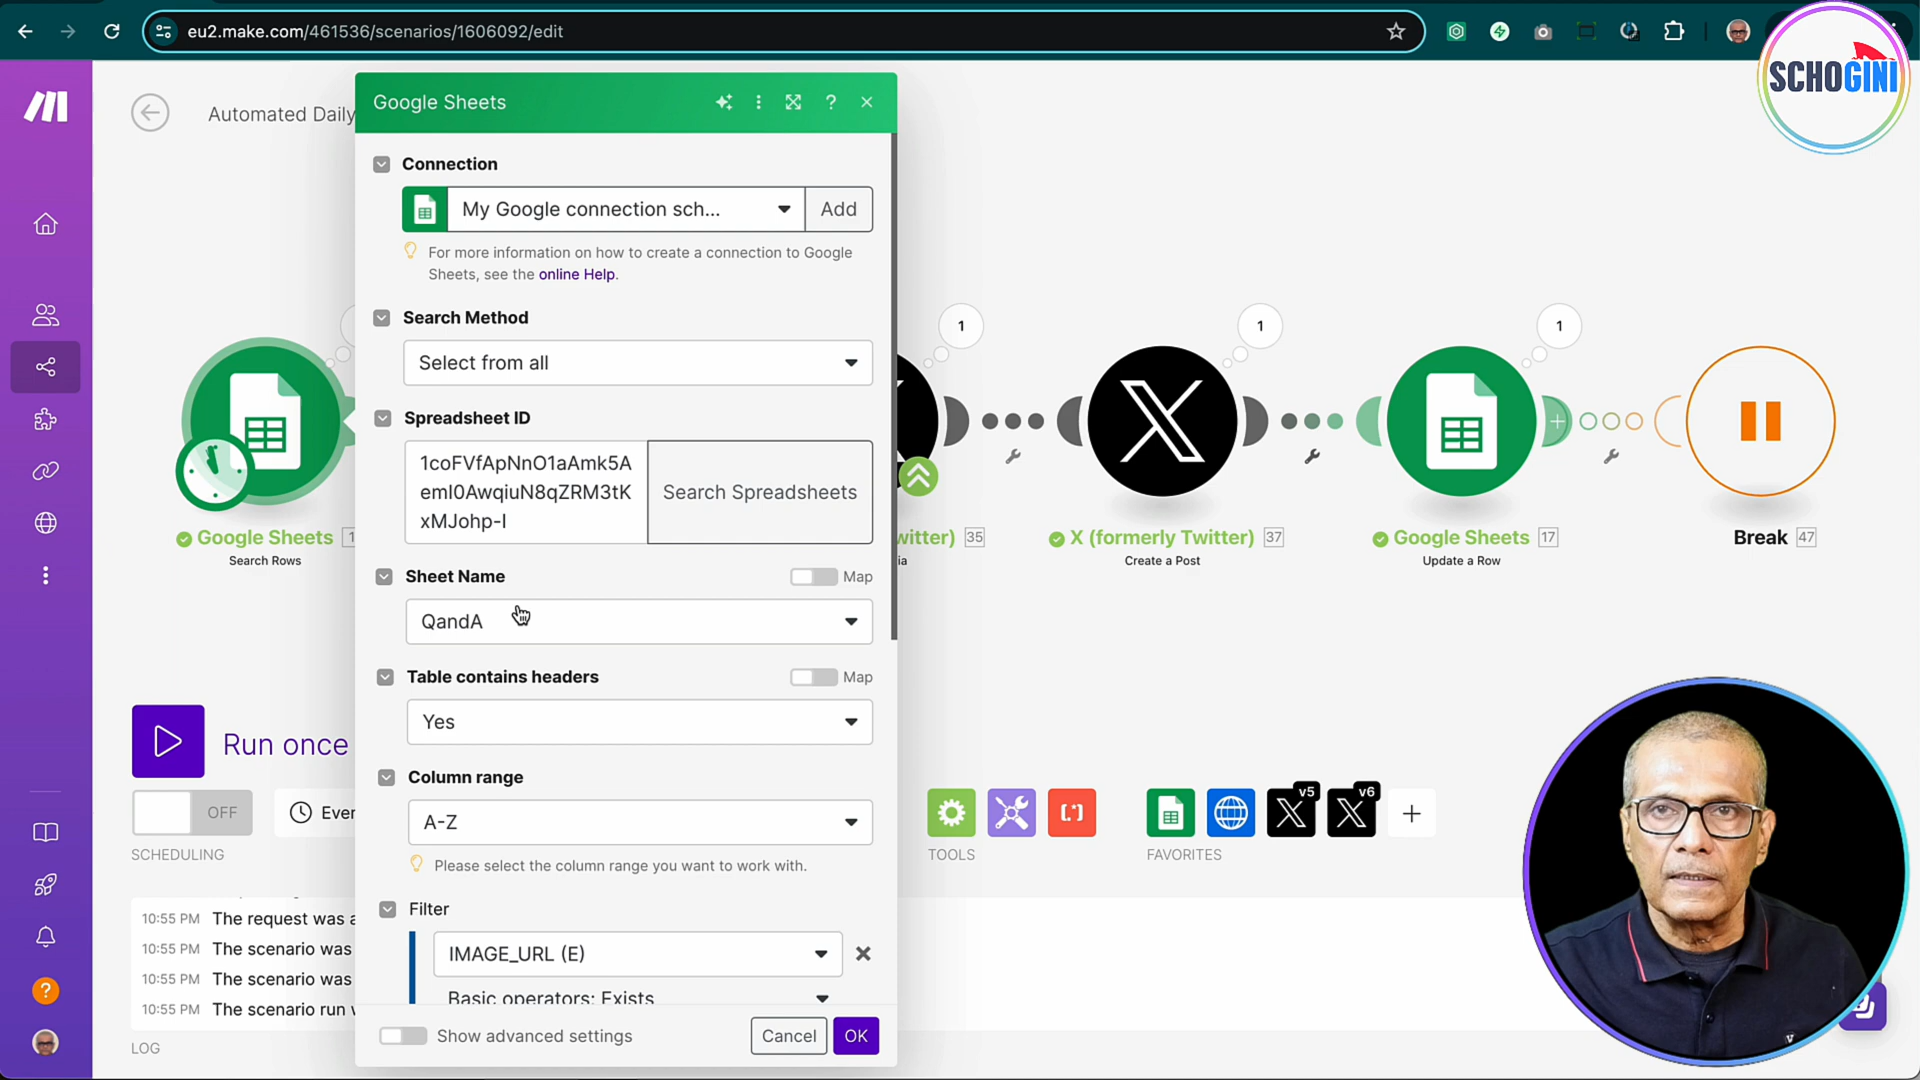 eu2.make.com/461536/scenarios/1606092/edit
SCHOGINI
Automated Daily
Google Sheets
?
Connection
My Google connection sch...
Add
For more information on how to create a connection to Google
Sheets, see the online Help.
Search Method
Select from all
Spreadsheet ID
1coFVfApNnO1aAmk5A
emI0AwqiuN8qZRM3tK
xMJohp-I
Search Spreadsheets
Sheet Name
Map
QandA
Table contains headers
Map
Yes
Column range
A-Z
Please select the column range you want to work with.
Filter
IMAGE_URL (E)
Basic operators: Exists
Show advanced settings
Cancel
OK
Google Sheets 1
Search Rows
1
witter) 35
ia
1
X (formerly Twitter) 37
Create a Post
1
Google Sheets 17
Update a Row
Break 47
Run once
OFF
Ever
SCHEDULING
TOOLS
v5
v6
FAVORITES
10:55 PM The request was a
10:55 PM The scenario was
10:55 PM The scenario was
10:55 PM The scenario run
LOG
?